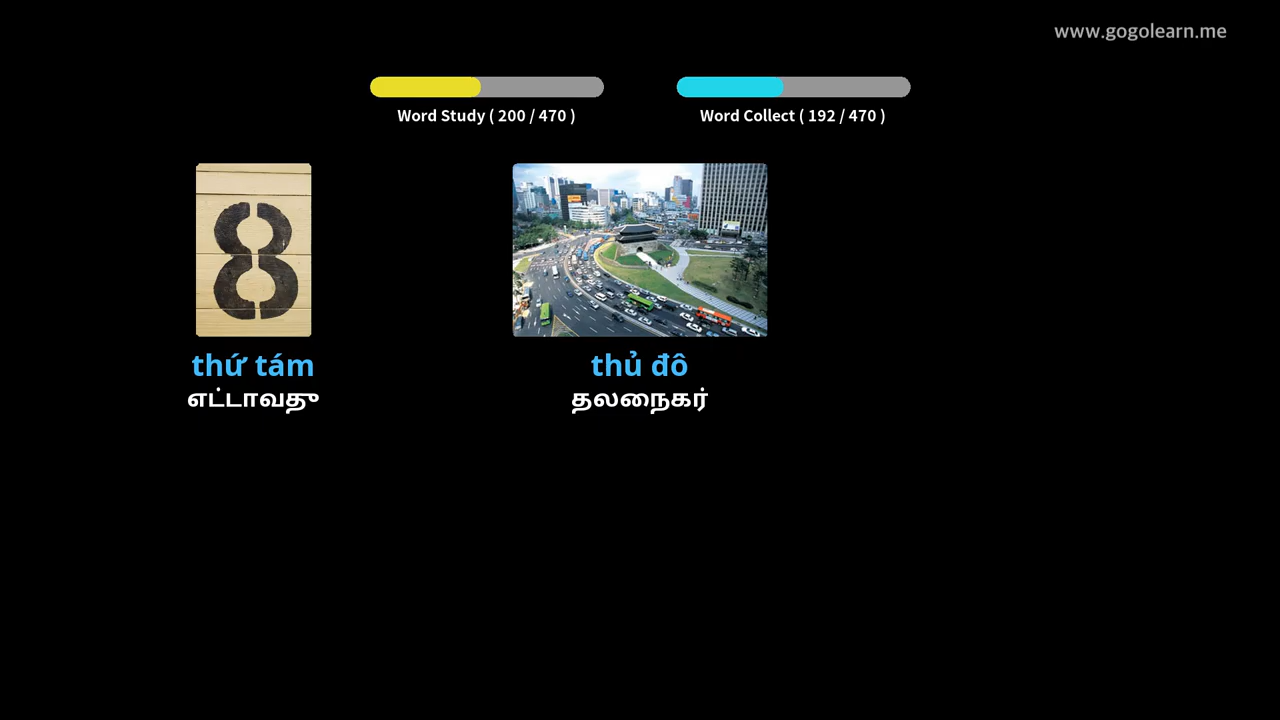 www.gogolearn.me
Word Study ( 200 / 470 )
Word Collect ( 192 / 470 )
8
thứ tám
எட்டாவது
thủ đô
தலைநகர்